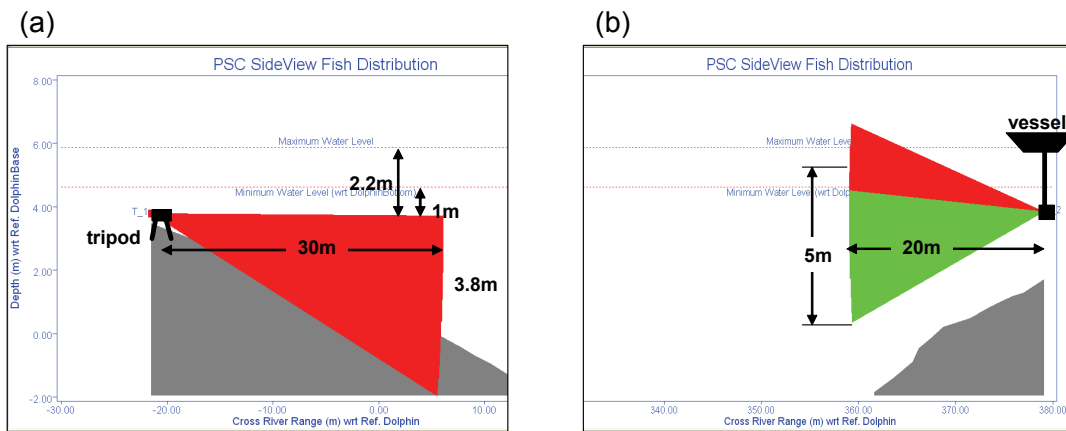 (a)
PSC SideView Fish Distribution
8.00
6.00
4.00
2.00
0.00
-2.00
Depth (m) wrt Ref. DolphinBase
Maximum Water Level
2.2m
Minimum Water Level (wrt DolphinBottom)
1m
T_1
tripod
30m
3.8m
-30.00
-20.00
-10.00
0.00
10.00
Cross River Range (m) wrt Ref. Dolphin
(b)
PSC SideView Fish Distribution
vessel
Maximum Water L
Minimum Water Level (wrt Dolp
2
5m
20m
340.00
360.00
370.00
380.00
Cross River Range (m) wrt Ref. Dolphin